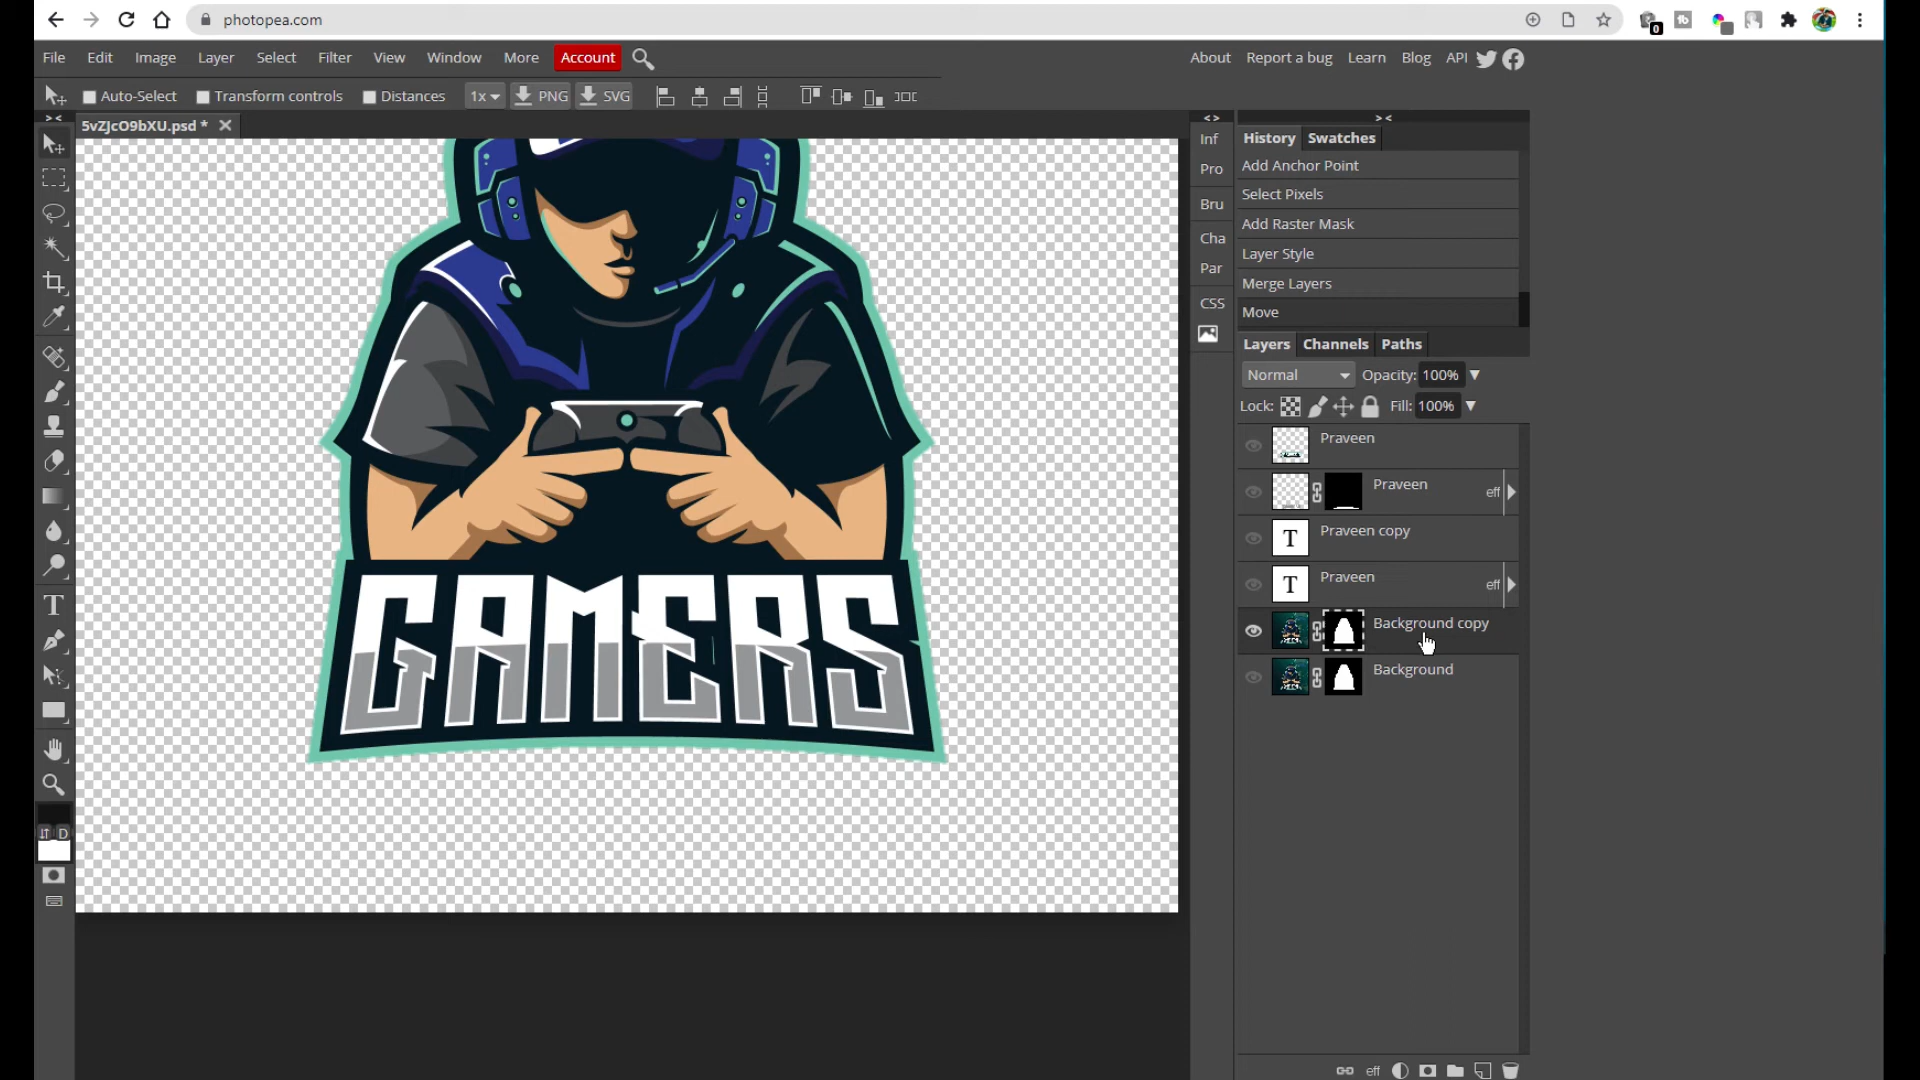 photopea.com
0
File Edit Image Layer Select Filter View Window More Account
About Report a bug Learn Blog API
Auto-Select Transform controls Distances 1x PNG SVG
5vZJcO9bXU.psd *
> <
< >
> <
Inf
Pro
Bru
Cha
Par
CSS
History Swatches
Add Anchor Point
Select Pixels
Add Raster Mask
Layer Style
Merge Layers
Move
Layers Channels Paths
Normal Opacity: 100%
Lock: Fill: 100%
Praveen
Praveen eff
T Praveen copy
T Praveen eff
Background copy
Background
GAMERS
T
D
eff